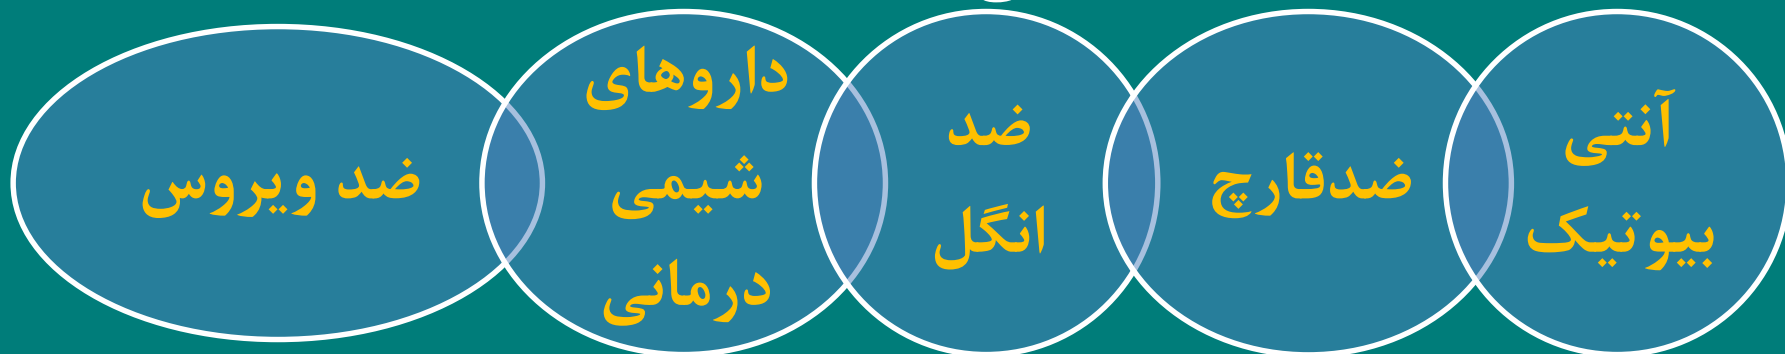 آنتی
بیوتیک
ضدقارچ
ضد
انگل
داروهای
شیمی
درمانی
ضد ویروس